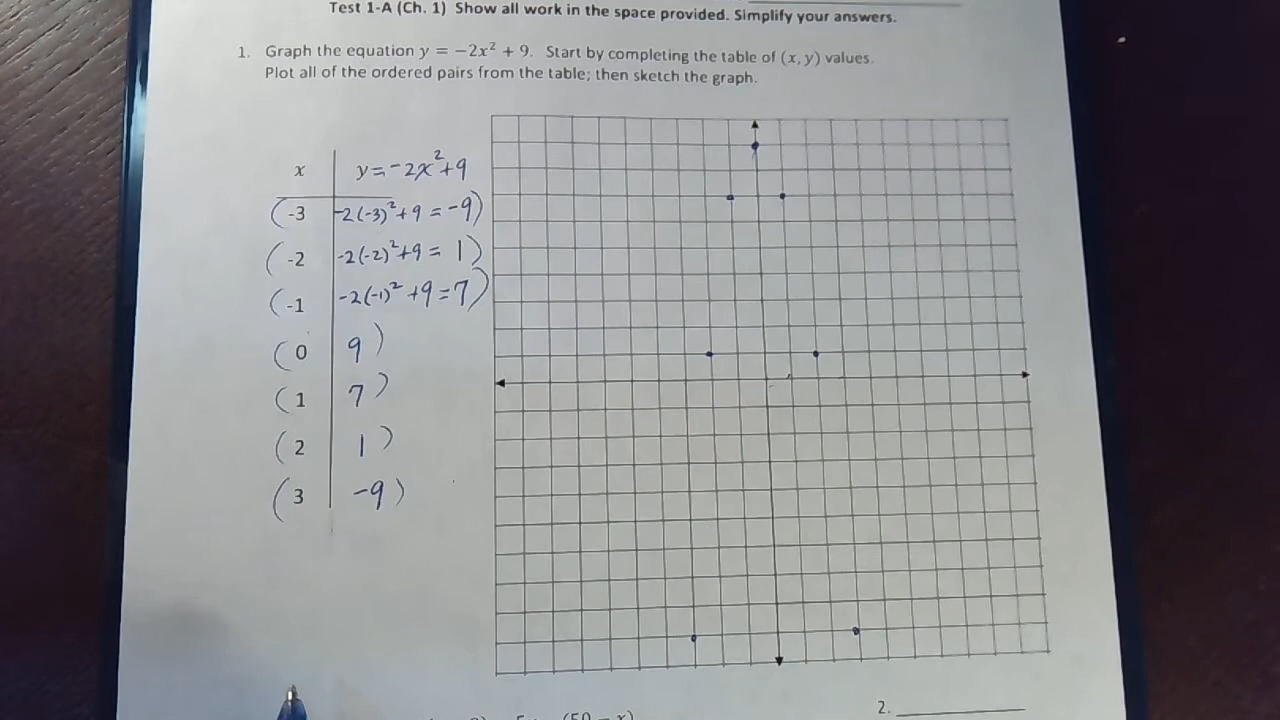 Test 1-A (Ch. 1) Show all work in the space provided. Simplify your answers.
1. Graph the equation y = −2x² + 9. Start by completing the table of (x, y) values.
Plot all of the ordered pairs from the table; then sketch the graph.
x y=-2x²+9
(-3 -2(-3)²+9 = -9)
(-2 -2(-2)²+9 = 1)
(-1 -2(-1)²+9=7)
(0 9)
(1 7)
(2 1)
(3 -9)
(50 − x)
2.